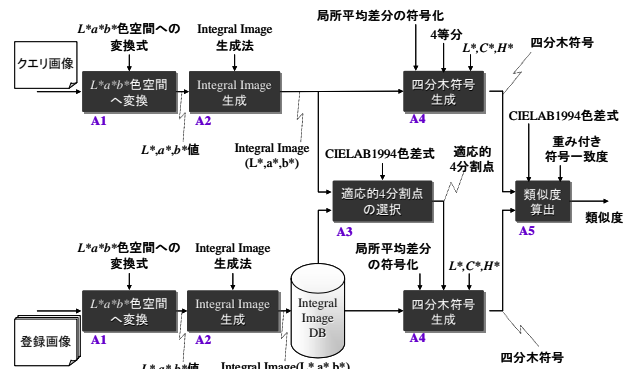 局所平均差分の符号化
L*a*b*色空間への
変換式
Integral Image
生成法
4等分
L*,C*,H*
四分木符号
クエリ画像
L*a*b*色空間
へ変換
Integral Image
生成
四分木符号
生成
A1
A2
A4
CIELAB1994色差式
L*,a*,b*値
Integral Image
(L*,a*,b*)
CIELAB1994色差式
適応的
4分割点
重み付き
符号一致度
適応的4分割点
の選択
類似度
算出
類似度
A3
A5
L*a*b*色空間への
変換式
Integral Image
生成法
局所平均差分
の符号化
L*,C*,H*
L*a*b*色空間
へ変換
Integral Image
生成
Integral
Image
DB
四分木符号
生成
登録画像
A1
A2
A4
四分木符号
L*,a*,b*値
Integral Image(L*,a*,b*)